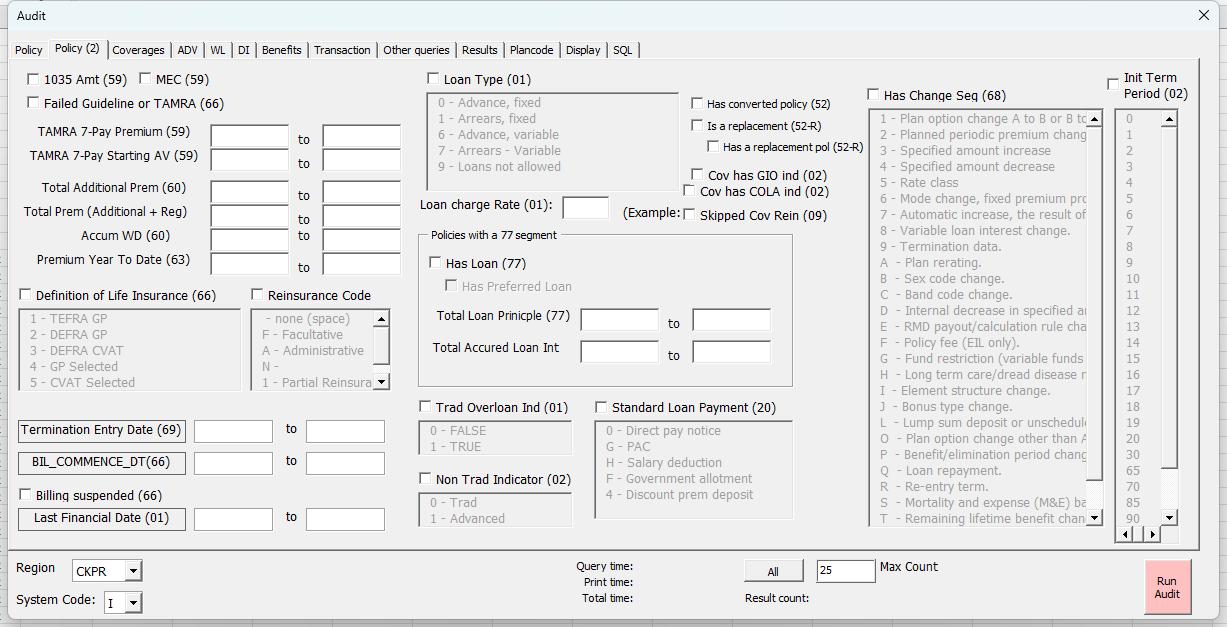 Audit
Policy
Policy (2)
Coverages
ADV
WL
DI
Benefits
Transaction
Other queries
Results
Plancode
Display
SQL
1035 Amt (59)
MEC (59)
Failed Guideline or TAMRA (66)
TAMRA 7-Pay Premium (59)
to
TAMRA 7-Pay Starting AV (59)
to
Total Additional Prem (60)
to
Total Prem (Additional + Reg)
to
Accum WD (60)
to
Premium Year To Date (63)
to
Definition of Life Insurance (66)
1 - TEFRA GP
2 - DEFRA GP
3 - DEFRA CVAT
4 - GP Selected
5 - CVAT Selected
Reinsurance Code
- none (space)
F - Facultative
A - Administrative
N -
1 - Partial Reinsura
Termination Entry Date (69)
to
BIL_COMMENCE_DT(66)
to
Billing suspended (66)
Last Financial Date (01)
to
Loan Type (01)
0 - Advance, fixed
1 - Arrears, fixed
6 - Advance, variable
7 - Arrears - Variable
9 - Loans not allowed
Loan charge Rate (01):
(Example:
Has converted policy (52)
Is a replacement (52-R)
Has a replacement pol (52-R)
Cov has GIO ind (02)
Cov has COLA ind (02)
Skipped Cov Rein (09)
Policies with a 77 segment
Has Loan (77)
Has Preferred Loan
Total Loan Prinicple (77)
to
Total Accured Loan Int
to
Trad Overloan Ind (01)
0 - FALSE
1 - TRUE
Non Trad Indicator (02)
0 - Trad
1 - Advanced
Standard Loan Payment (20)
0 - Direct pay notice
G - PAC
H - Salary deduction
F - Government allotment
4 - Discount prem deposit
Has Change Seg (68)
1 - Plan option change A to B or B to
2 - Planned periodic premium chang
3 - Specified amount increase
4 - Specified amount decrease
5 - Rate class
6 - Mode change, fixed premium pro
7 - Automatic increase, the result of
8 - Variable loan interest change.
9 - Termination data.
A - Plan rerating.
B - Sex code change.
C - Band code change.
D - Internal decrease in specified a
E - RMD payout/calculation rule cha
F - Policy fee (EIL only).
G - Fund restriction (variable funds
H - Long term care/dread disease r
I - Element structure change.
J - Bonus type change.
L - Lump sum deposit or unschedule
O - Plan option change other than A
P - Benefit/elimination period chang
Q - Loan repayment.
R - Re-entry term.
S - Mortality and expense (M&E) ba
T - Remaining lifetime benefit chan
Init Term
Period (02)
0
1
2
3
4
5
6
7
8
9
10
11
12
13
14
15
16
17
18
19
20
30
65
70
85
90
Region
CKPR
System Code:
I
Query time:
Print time:
Total time:
All
25
Max Count
Result count:
Run
Audit